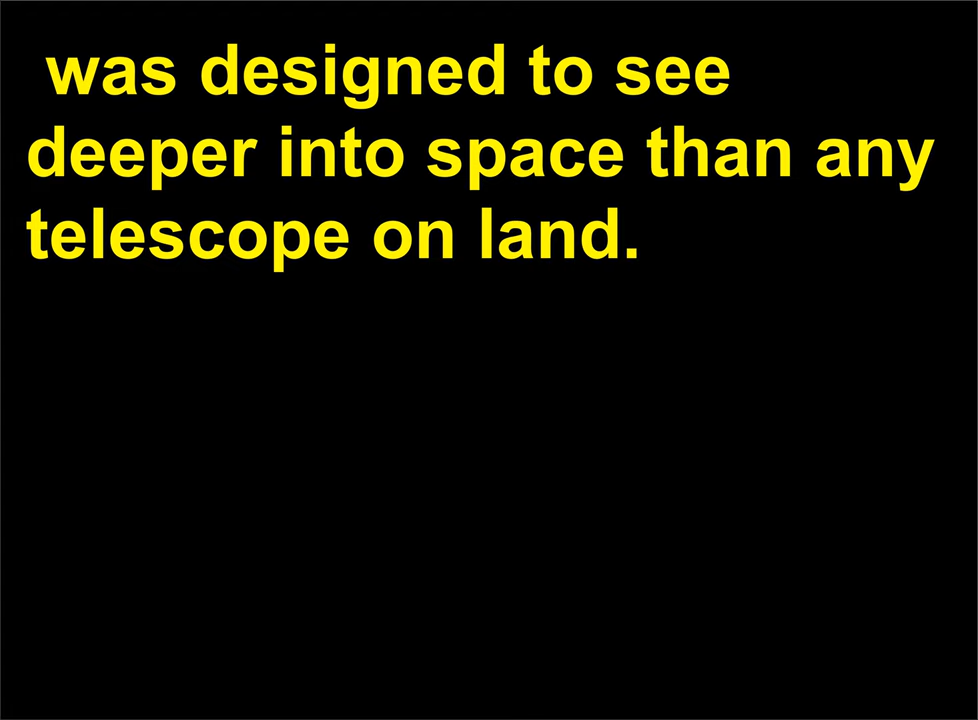 was designed to see
deeper into space than any
telescope on land.